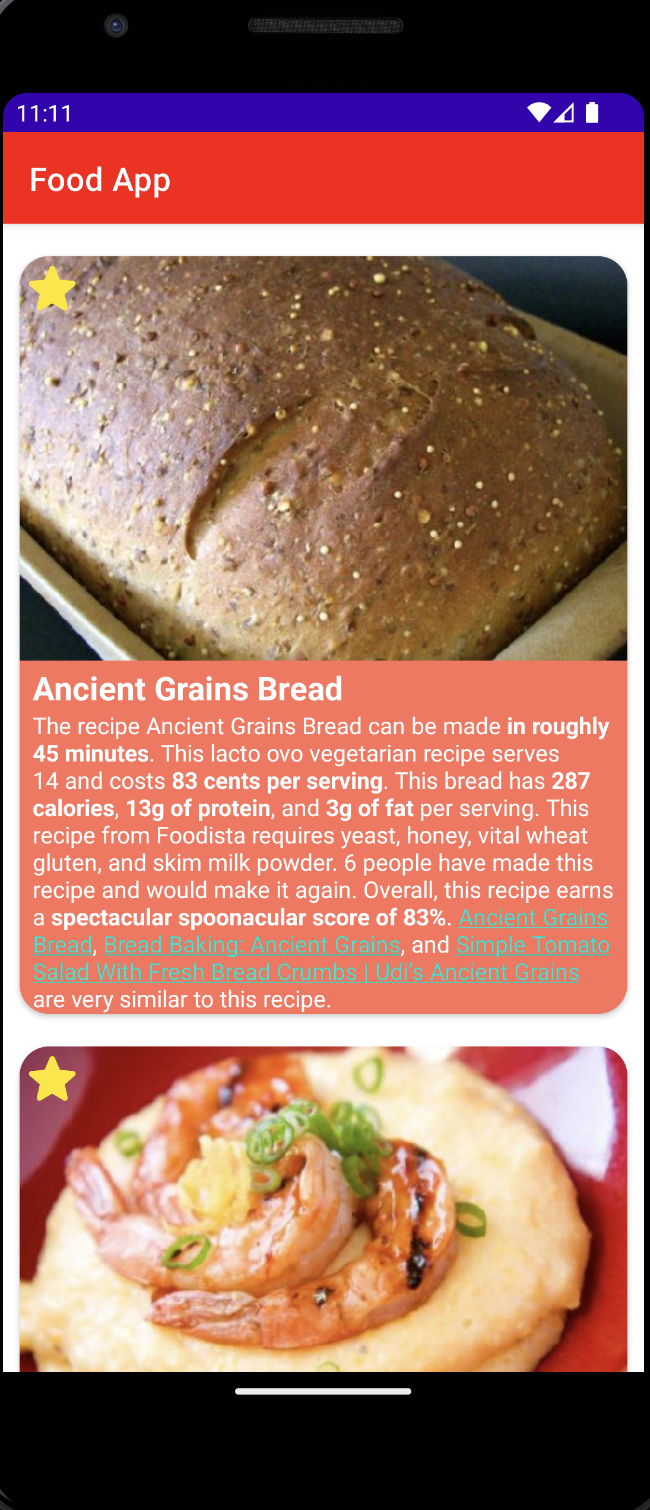 11:11
Food App
Ancient Grains Bread
The recipe Ancient Grains Bread can be made in roughly
45 minutes. This lacto ovo vegetarian recipe serves
14 and costs 83 cents per serving. This bread has 287
calories, 13g of protein, and 3g of fat per serving. This
recipe from Foodista requires yeast, honey, vital wheat
gluten, and skim milk powder. 6 people have made this
recipe and would make it again. Overall, this recipe earns
a spectacular spoonacular score of 83%. Ancient Grains
Bread, Bread Baking: Ancient Grains, and Simple Tomato
Salad With Fresh Bread Crumbs | Udi's Ancient Grains
are very similar to this recipe.